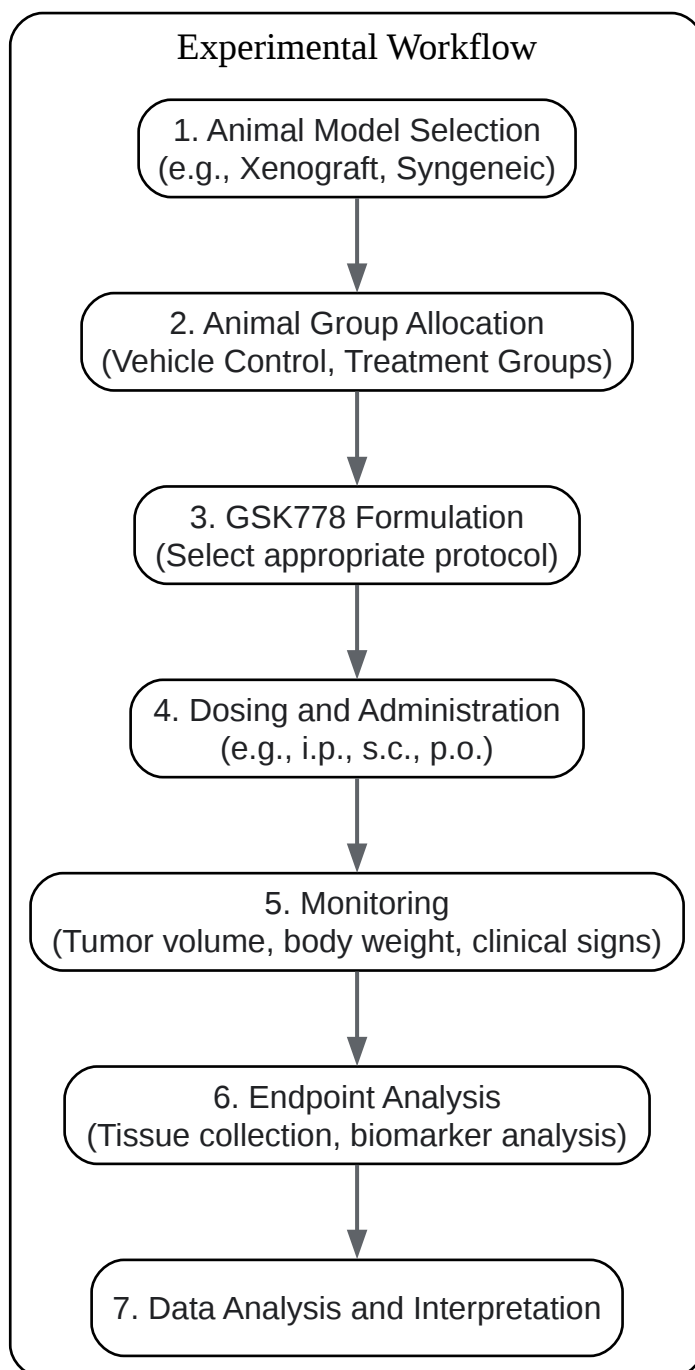 Experimental Workflow
1. Animal Model Selection
(e.g., Xenograft, Syngeneic)
2. Animal Group Allocation
(Vehicle Control, Treatment Groups)
3. GSK778 Formulation
(Select appropriate protocol)
4. Dosing and Administration
(e.g., i.p., s.c., p.o.)
5. Monitoring
(Tumor volume, body weight, clinical signs)
6. Endpoint Analysis
(Tissue collection, biomarker analysis)
7. Data Analysis and Interpretation